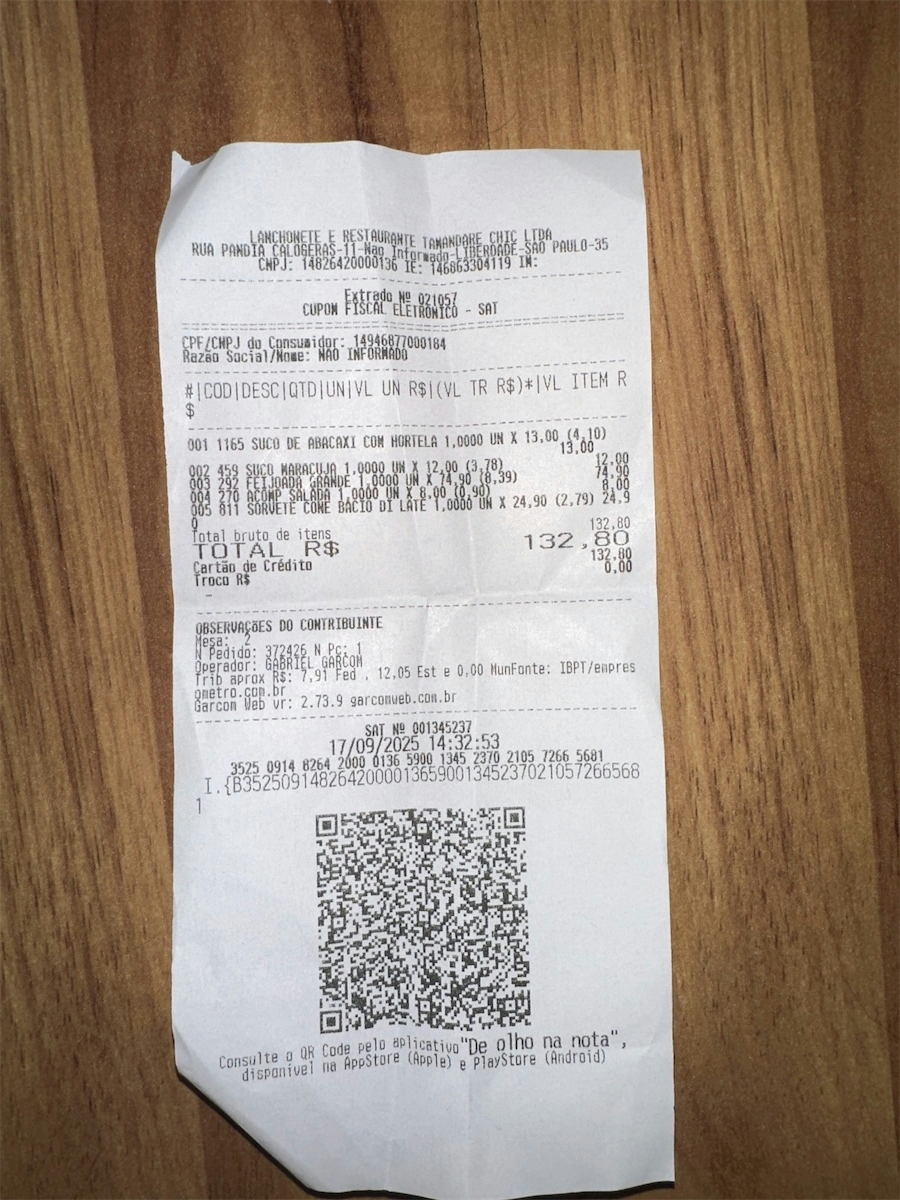 LANCHONETE E RESTAURANTE TAMANDARE CHIC LTDA
RUA PANDIA CALOGERAS-11-Nao Informado-LIBERDADE-SAO PAULO-35
CNPJ: 14826420000136 IE: 146863304119 IM:
Extrado Nº 021057
CUPOM FISCAL ELETRONICO - SAT
CPF/CNPJ do Consumidor: 14946877000184
Razão Social/Nome: NAO INFORMADO
#|COD|DESC|QTD|UN|VL UN R$|(VL TR R$)*|VL ITEM R
$
001 1165 SUCO DE ABACAXI COM HORTELA 1,0000 UN X 13,00 (4,10)
13,00
002 459 SUCO MARACUJA 1,0000 UN X 12,00 (3,78) 12,00
003 292 FEIJOADA GRANDE 1,0000 UN X 74,90 (8,39) 74,90
004 270 ACOMP SALADA 1,0000 UN X 8,00 (0,90) 8,00
005 811 SORVETE CONE BACIO DI LATE 1,0000 UN X 24,90 (2,79) 24,9
0
Total bruto de itens 132,80
TOTAL R$ 132,80
Cartão de Crédito 132,80
Troco R$ 0,00
OBSERVAÇõES DO CONTRIBUINTE
Mesa: 2
N Pedido: 372426 N Pc: 1
Operador: GABRIEL GARCOM
Trib aprox R$: 7,91 Fed , 12,05 Est e 0,00 MunFonte: IBPT/empres
ometro.com.br
Garcom Web vr: 2.73.9 garcomweb.com.br
SAT Nº 001345237
17/09/2025 14:32:53
3525 0914 8264 2000 0136 5900 1345 2370 2105 7266 5681
I.{B352509148264200001365900134523702105726656​8
1
Consulte o QR Code pelo aplicativo"De olho na nota",
disponível na AppStore (Apple) e PlayStore (Android)